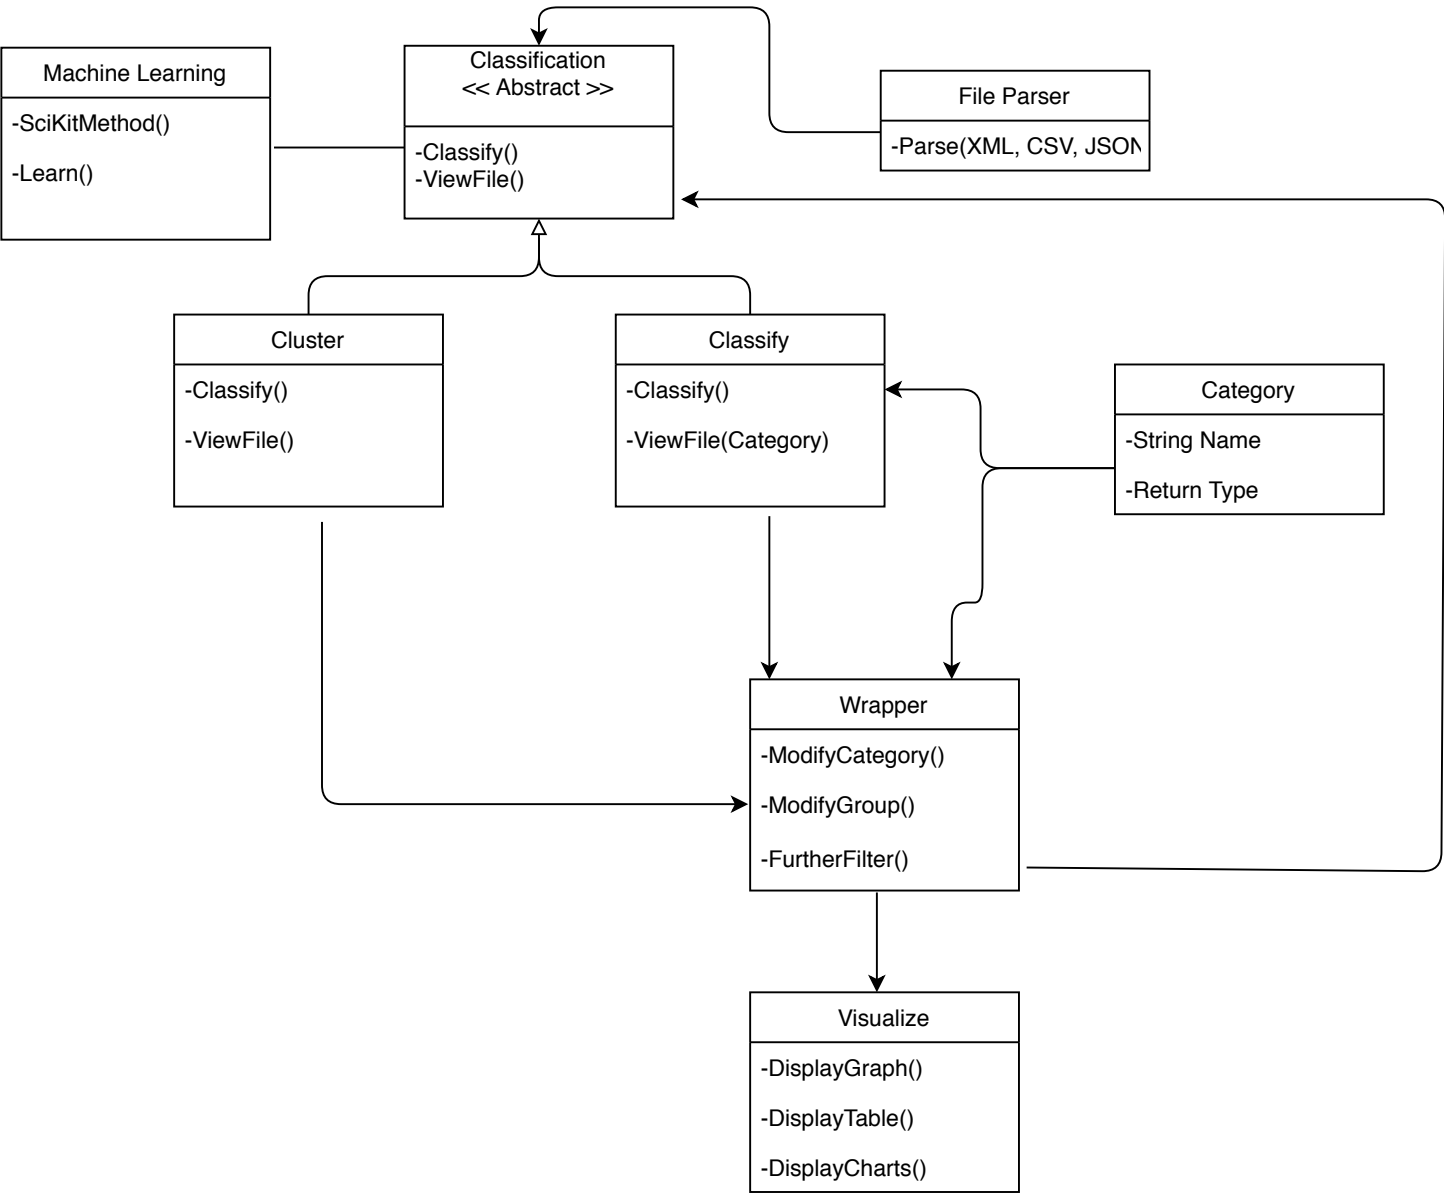 Machine Learning
-SciKitMethod()
-Learn()
Classification
<< Abstract >>
-Classify()
-ViewFile()
File Parser
-Parse(XML, CSV, JSON
Cluster
-Classify()
-ViewFile()
Classify
-Classify()
-ViewFile(Category)
Category
-String Name
-Return Type
Wrapper
-ModifyCategory()
-ModifyGroup()
-FurtherFilter()
Visualize
-DisplayGraph()
-DisplayTable()
-DisplayCharts()